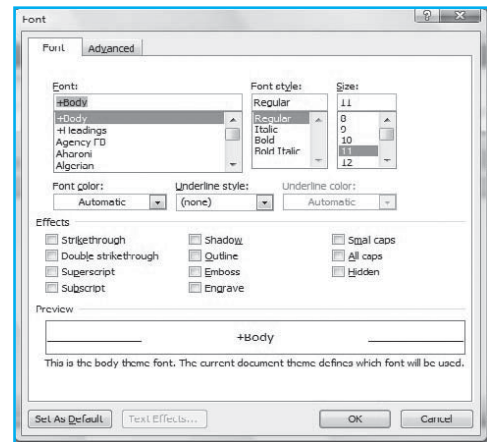 Font
Font Advanced
Font: Font style: Size:
+Body Regular 11
+Body Regular 8
+Headings Italic 9
Agency FB Bold 10
Aharoni Bold Italic 11
Algerian 12
Font color: Underline style: Underline color:
Automatic (none) Automatic
Effects
Strikethrough Shadow Small caps
Double strikethrough Outline All caps
Superscript Emboss Hidden
Subscript Engrave
Preview
+Body
This is the body theme font. The current document theme defines which font will be used.
Set As Default Text Effects... OK Cancel